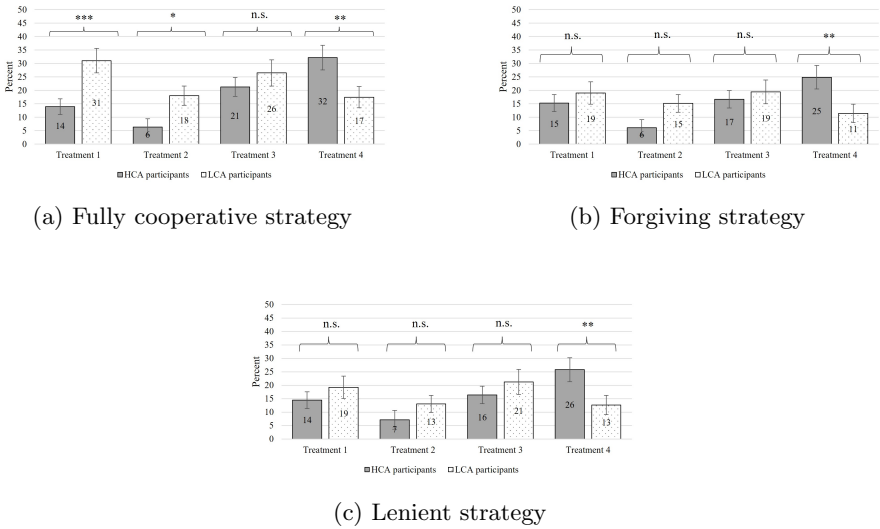 50
45
40
35
30
25
20
15
10
5
0
Percent
*** * n.s. **
14 31 6 18 21 26 32 17
Treatment 1 Treatment 2 Treatment 3 Treatment 4
HCA participants LCA participants
(a) Fully cooperative strategy
50
45
40
35
30
25
20
15
10
5
0
Percent
n.s. n.s. n.s. **
15 19 6 15 17 19 25 11
Treatment 1 Treatment 2 Treatment 3 Treatment 4
HCA participants LCA participants
(b) Forgiving strategy
50
45
40
35
30
25
20
15
10
5
0
Percent
n.s. n.s. n.s. **
14 19 7 13 16 21 26 13
Treatment 1 Treatment 2 Treatment 3 Treatment 4
HCA participants LCA participants
(c) Lenient strategy